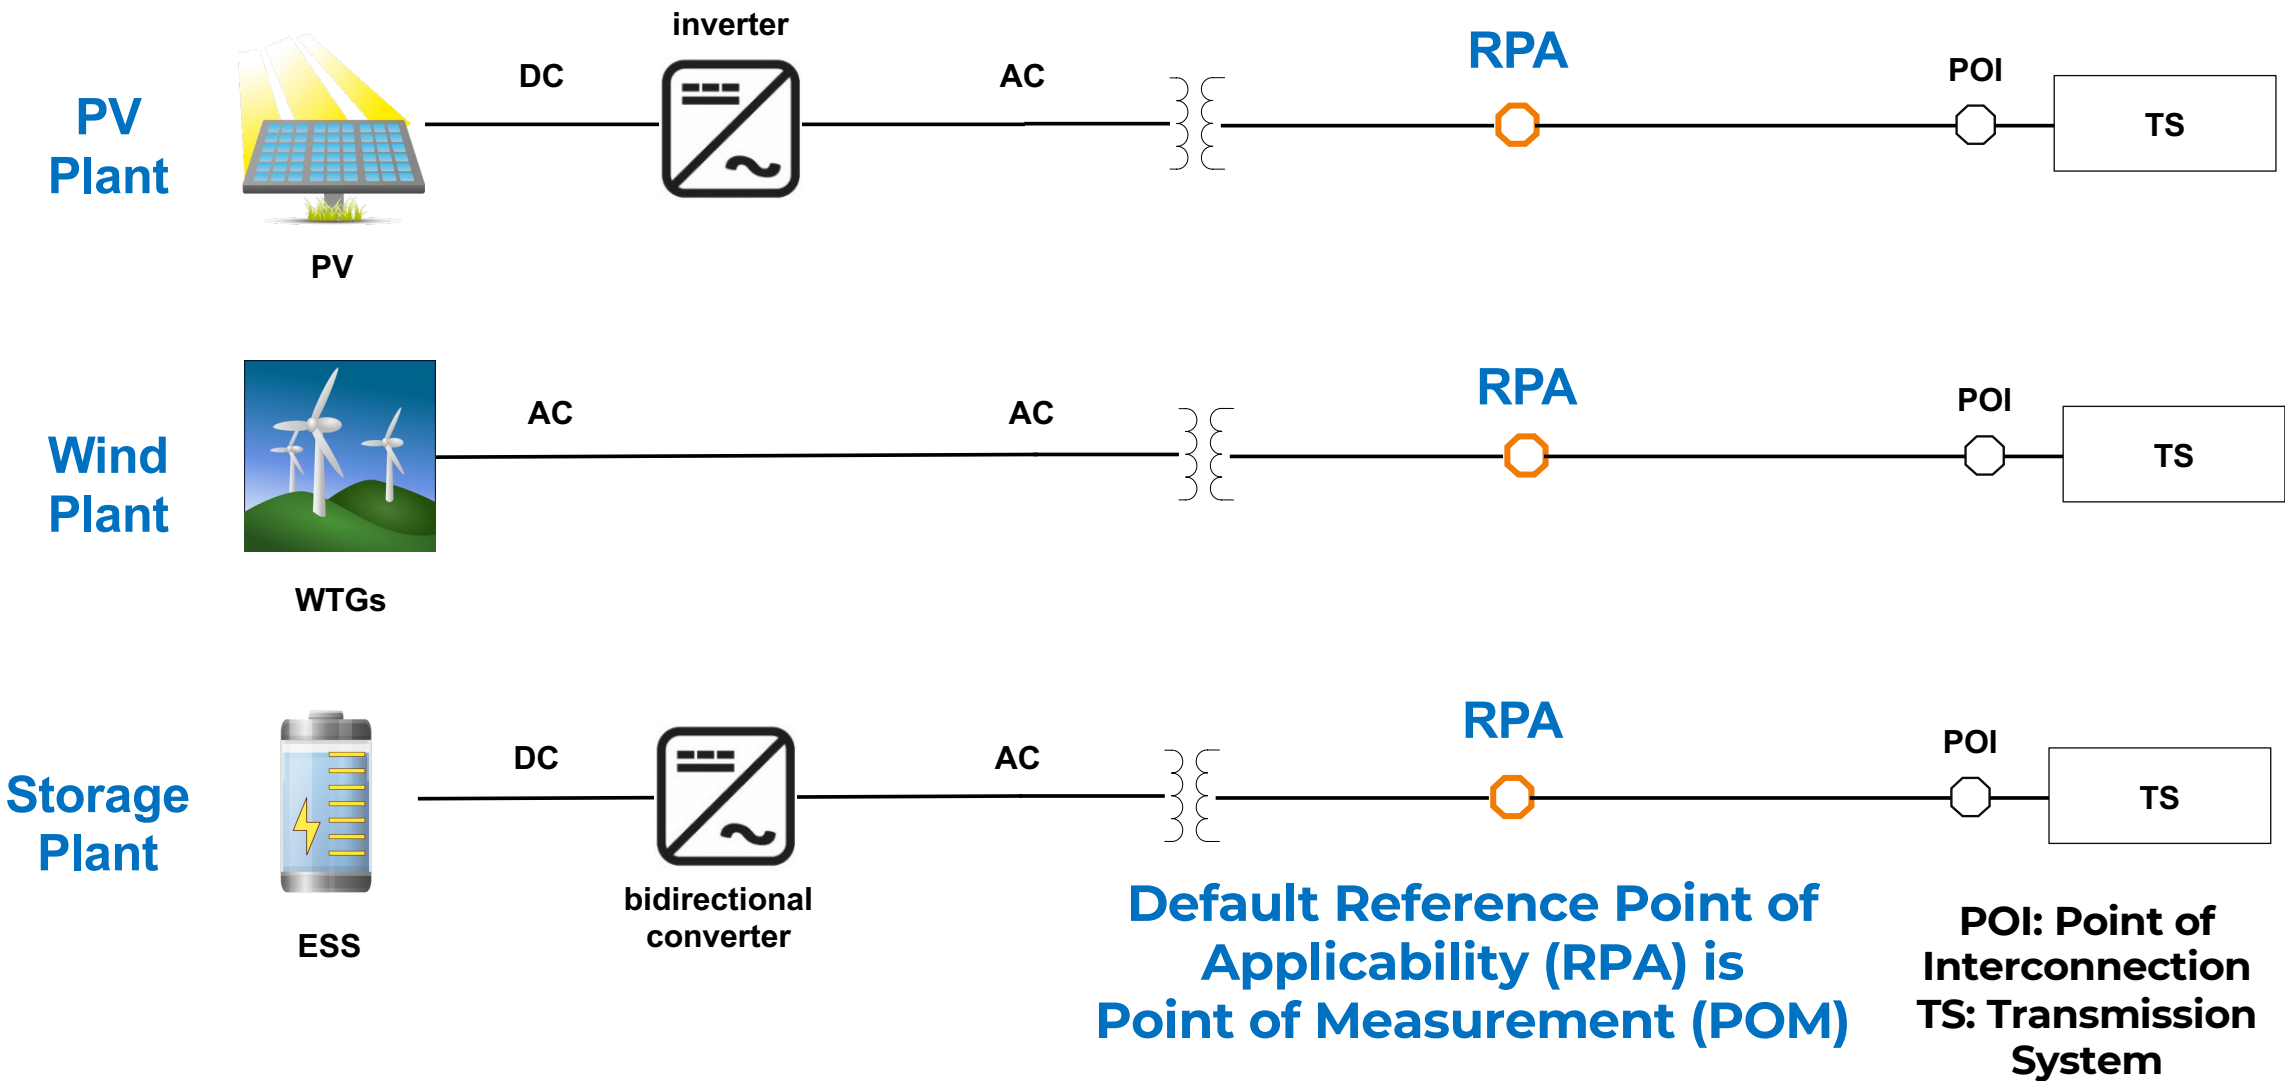 inverter
RPA
DC
AC
POI
PV
Plant
TS
PV
RPA
AC
AC
POI
Wind
Plant
TS
WTGs
RPA
DC
AC
POI
Storage
Plant
TS
bidirectional
converter
ESS
Default Reference Point of
Applicability (RPA) is
Point of Measurement (POM)
POI: Point of
Interconnection
TS: Transmission
System